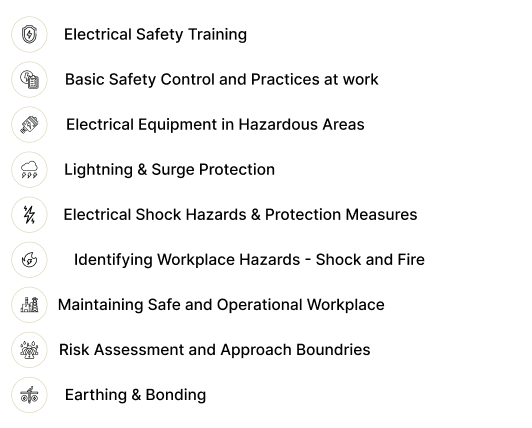 Electrical Safety Training
Basic Safety Control and Practices at work
Electrical Equipment in Hazardous Areas
Lightning & Surge Protection
Electrical Shock Hazards & Protection Measures
Identifying Workplace Hazards - Shock and Fire
Maintaining Safe and Operational Workplace
Risk Assessment and Approach Boundries
Earthing & Bonding